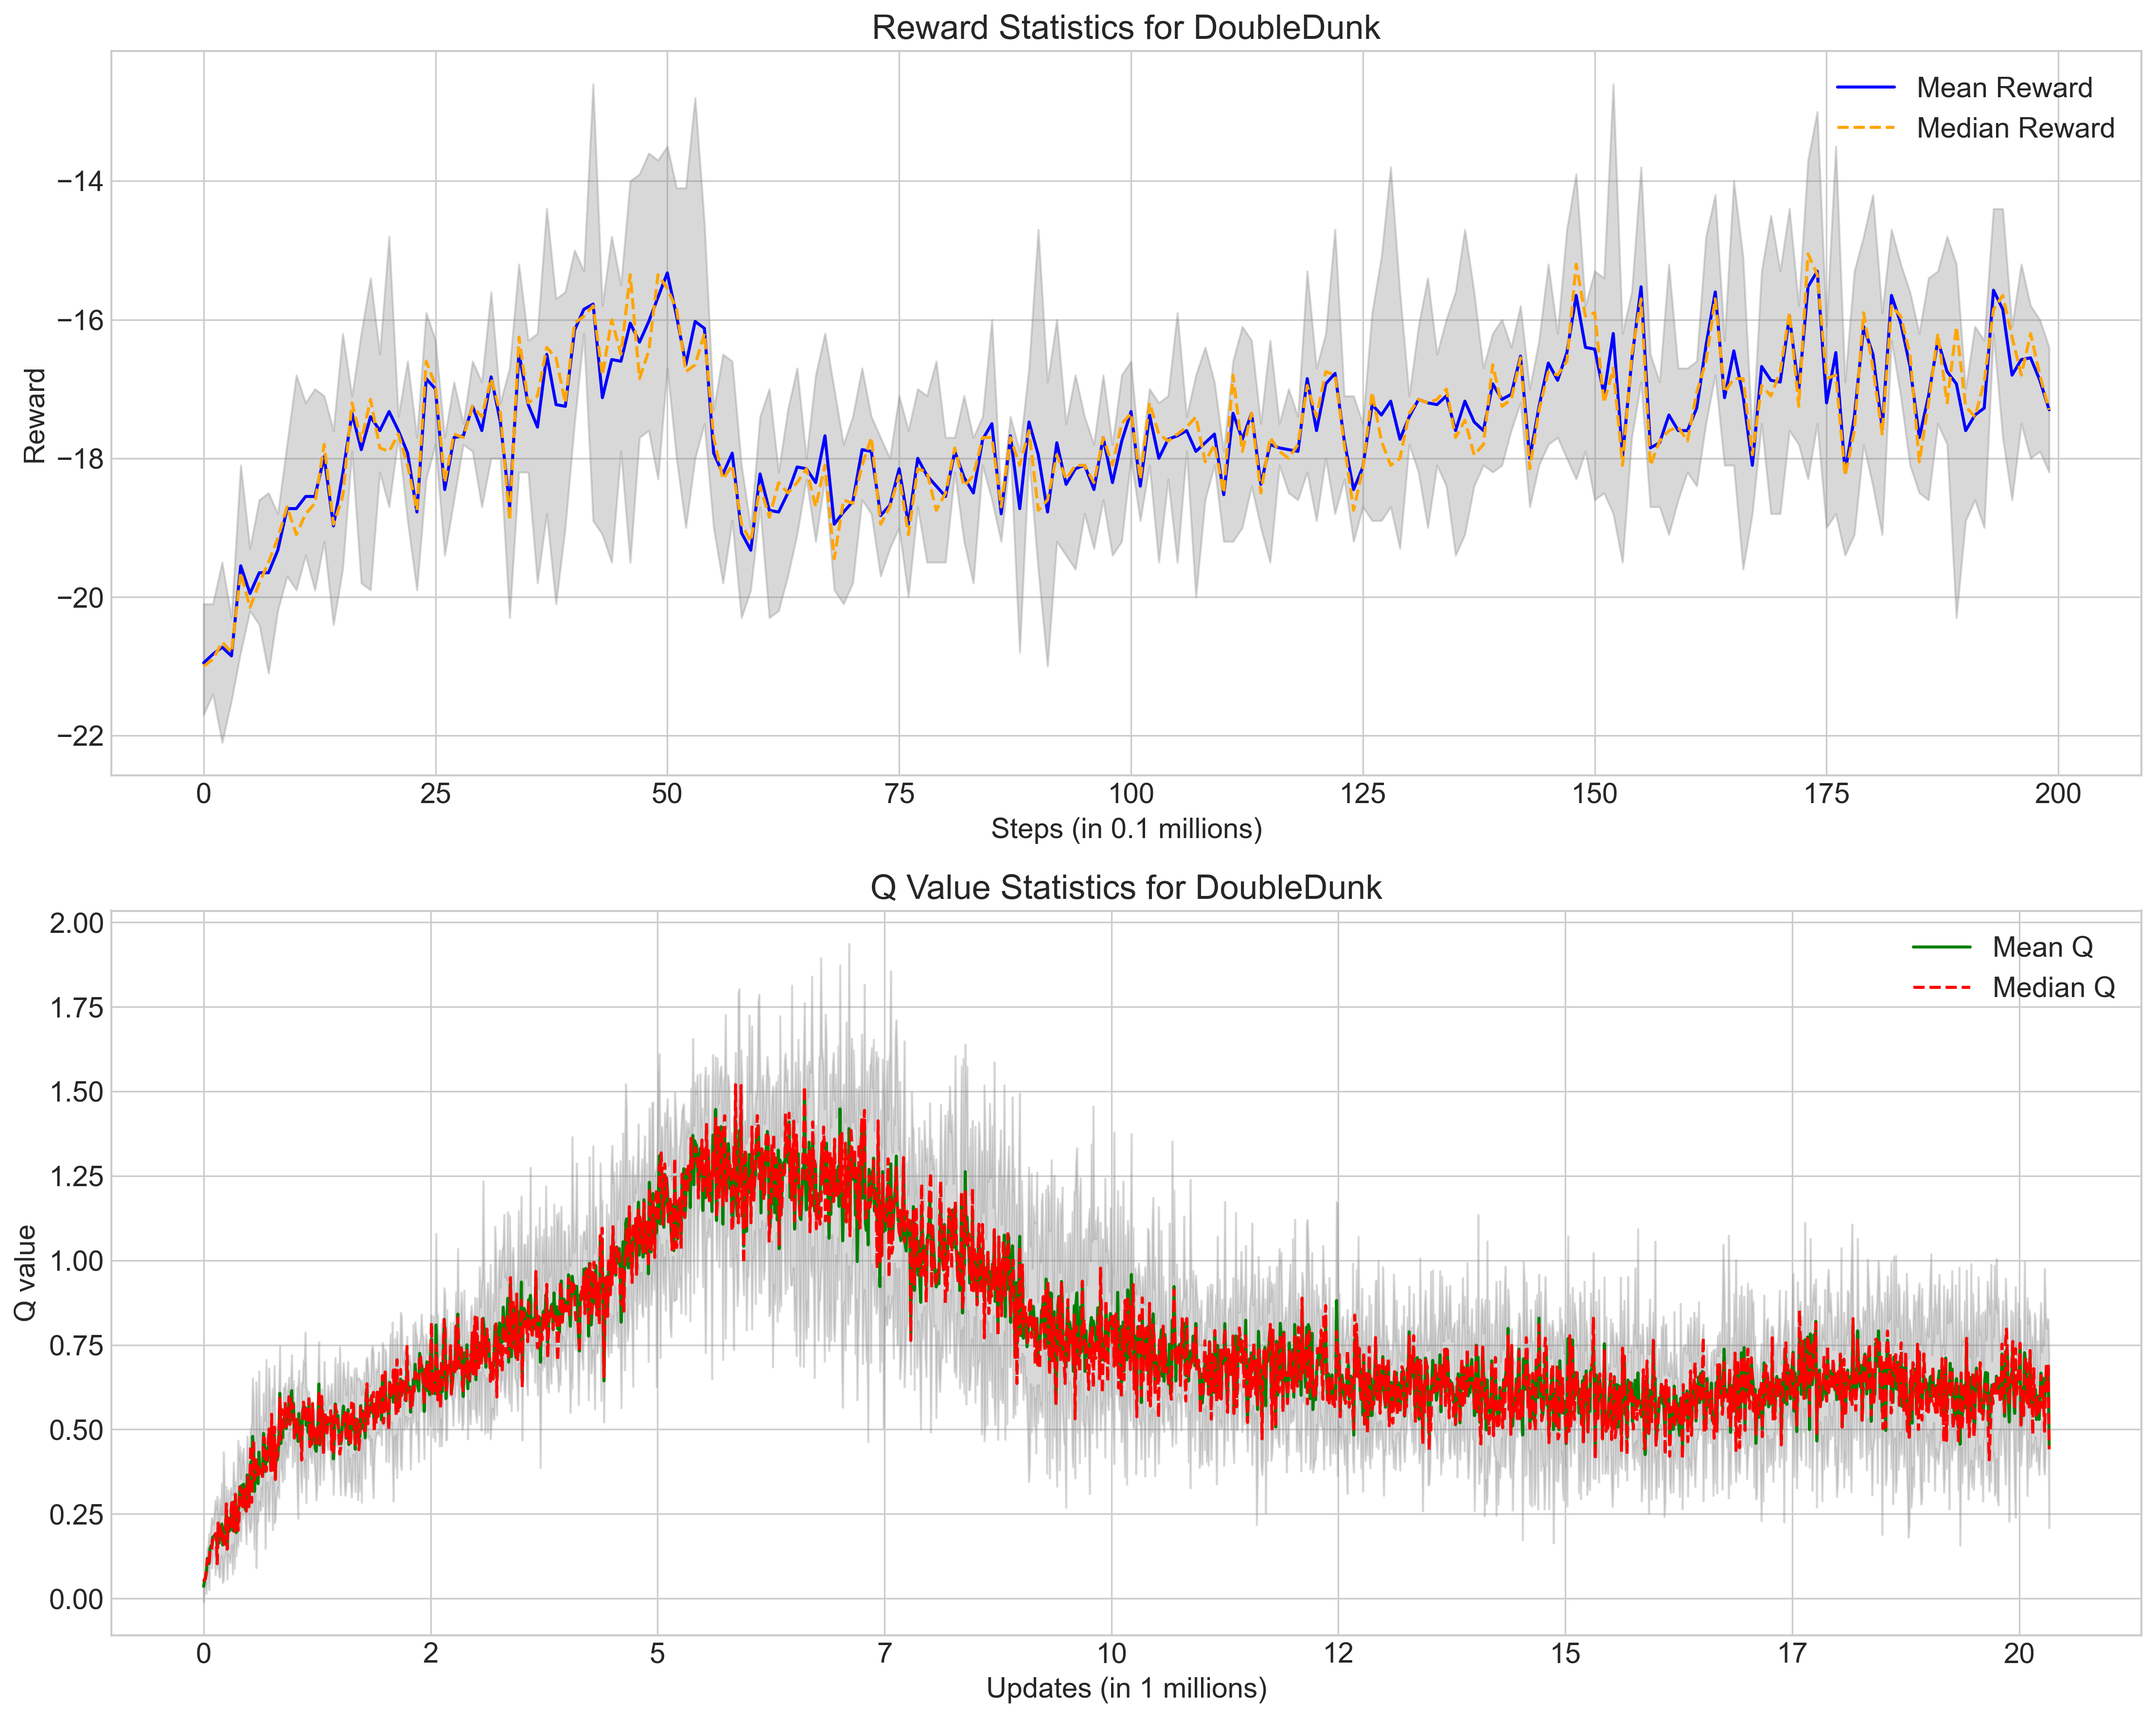 Reward Statistics for DoubleDunk
Mean Reward
Median Reward
Reward
−14
−16
−18
−20
−22
0 25 50 75 100 125 150 175 200
Steps (in 0.1 millions)
Q Value Statistics for DoubleDunk
Mean Q
Median Q
Q value
2.00
1.75
1.50
1.25
1.00
0.75
0.50
0.25
0.00
0 2 5 7 10 12 15 17 20
Updates (in 1 millions)